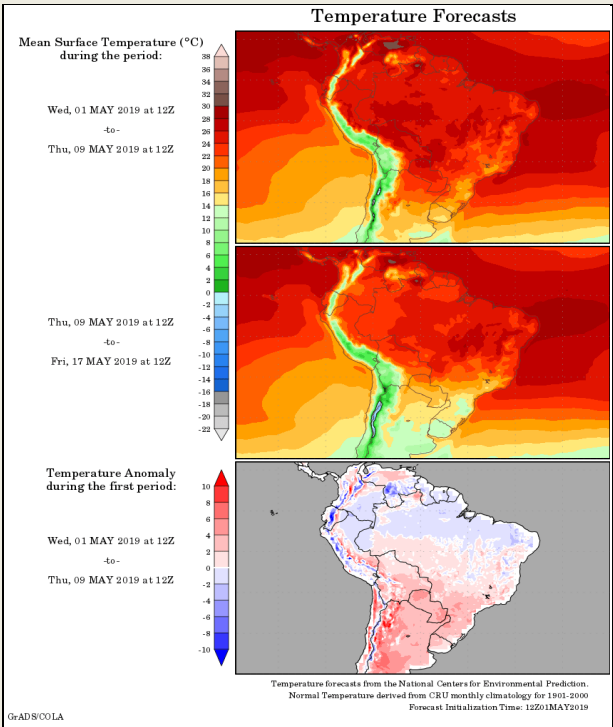 Temperature Forecasts
Mean Surface Temperature (°C)
during the period:
Wed, 01 MAY 2019 at 12Z
-to-
Thu, 09 MAY 2019 at 12Z
38
36
34
32
30
28
26
24
22
20
18
16
14
12
10
8
6
4
2
0
-2
-4
-6
-8
-10
-12
-14
-16
-18
-20
-22
Thu, 09 MAY 2019 at 12Z
-to-
Fri, 17 MAY 2019 at 12Z
Temperature Anomaly
during the first period:
Wed, 01 MAY 2019 at 12Z
-to-
Thu, 09 MAY 2019 at 12Z
10
8
6
4
2
0
-2
-4
-6
-8
-10
Temperature forecasts from the National Centers for Environmental Prediction.
Normal Temperature derived from CRU monthly climatology for 1901-2000
Forecast Initialization Time: 12Z01MAY2019
GrADS/COLA